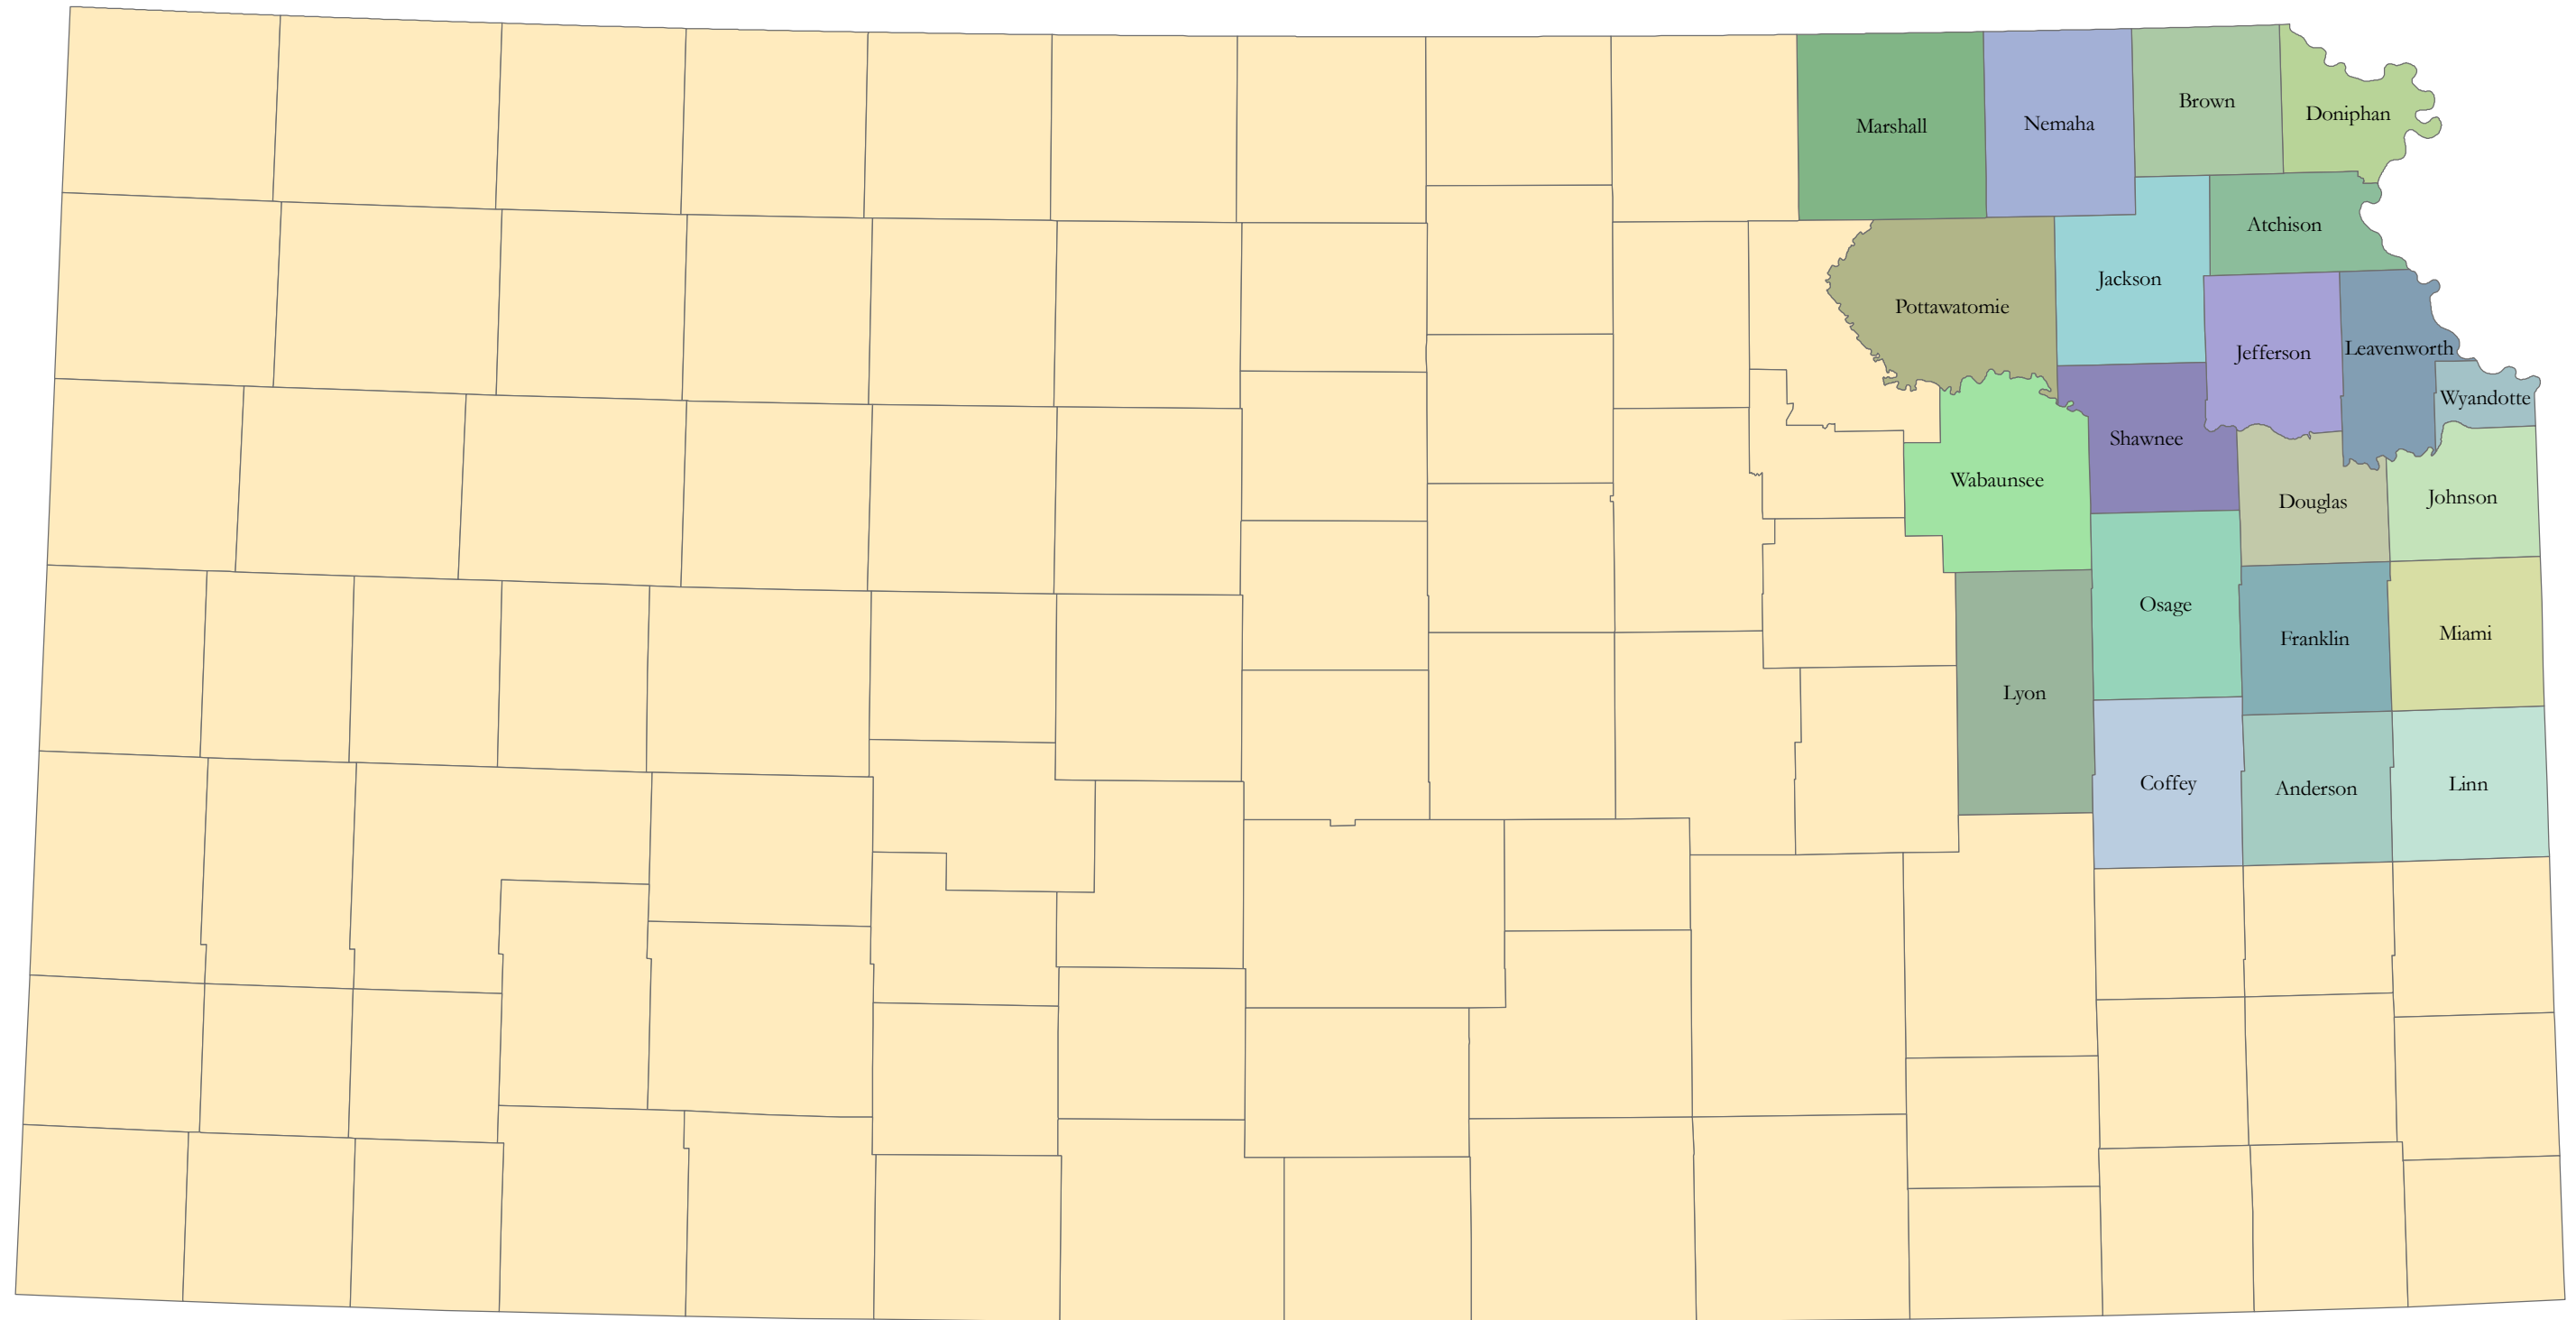 Brown
Doniphan
Nemaha
Marshall
Atchison
Jackson
Pottawatomie
Leavenworth
Jefferson
Wyandotte
Shawnee
Wabaunsee
Johnson
Douglas
Osage
Miami
Franklin
Lyon
Coffey
Linn
Anderson